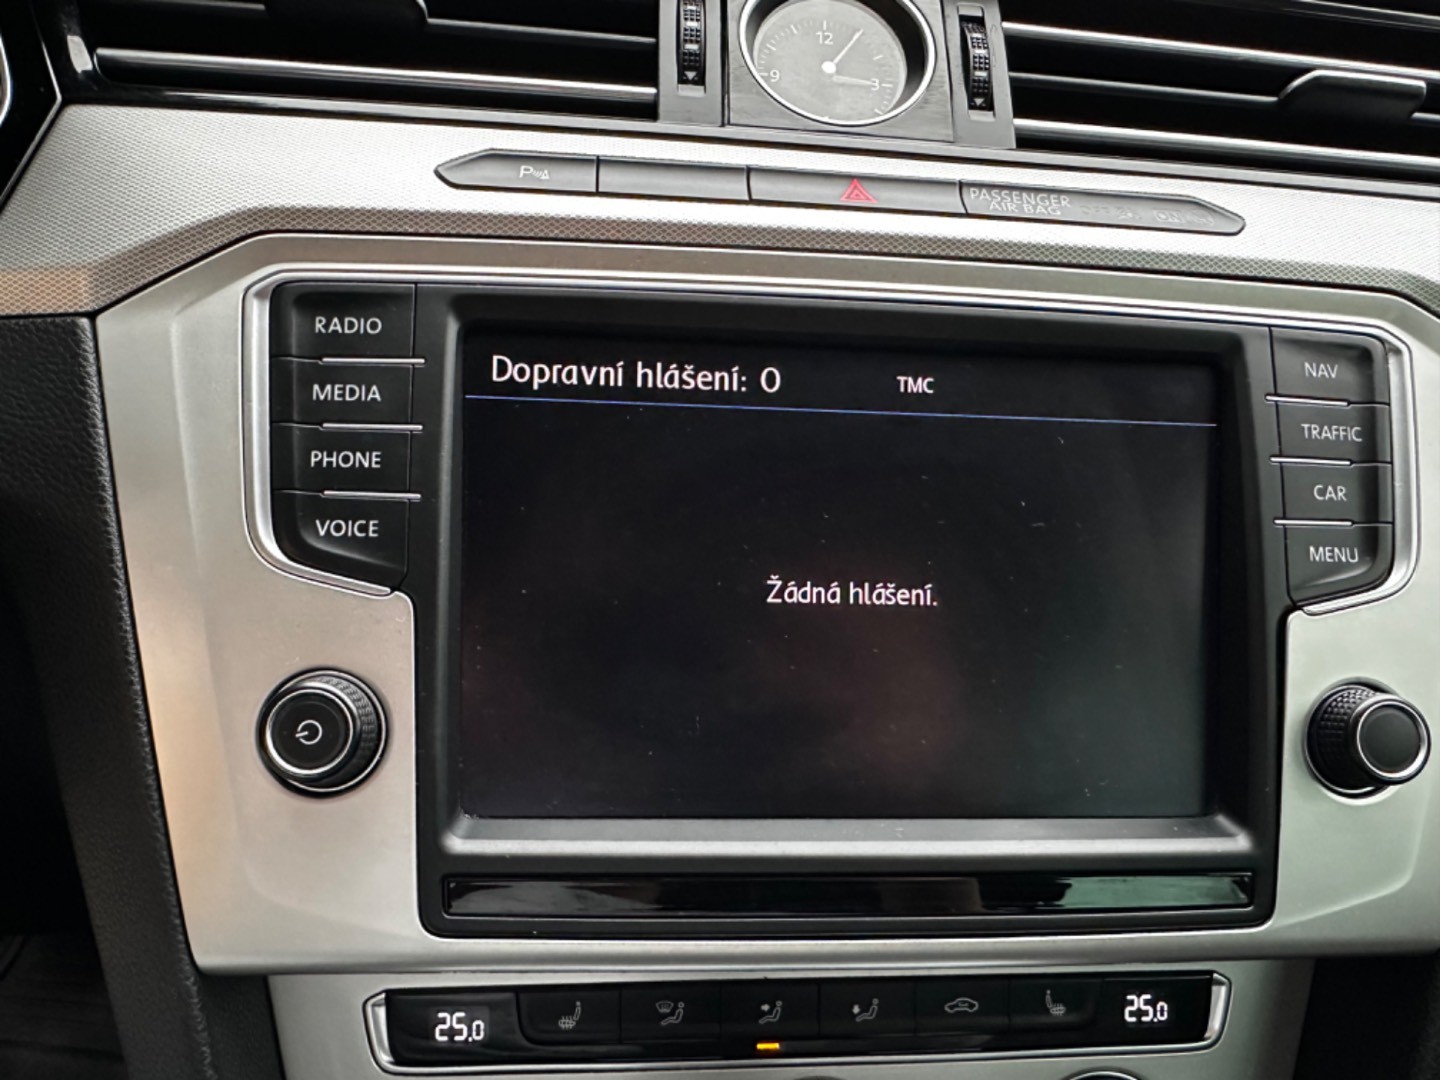 12
9
3
P
PASSENGER
AIR BAG
RADIO
MEDIA
PHONE
VOICE
Dopravní hlášení: 0
TMC
Žádná hlášení.
NAV
TRAFFIC
CAR
MENU
25.0
25.0